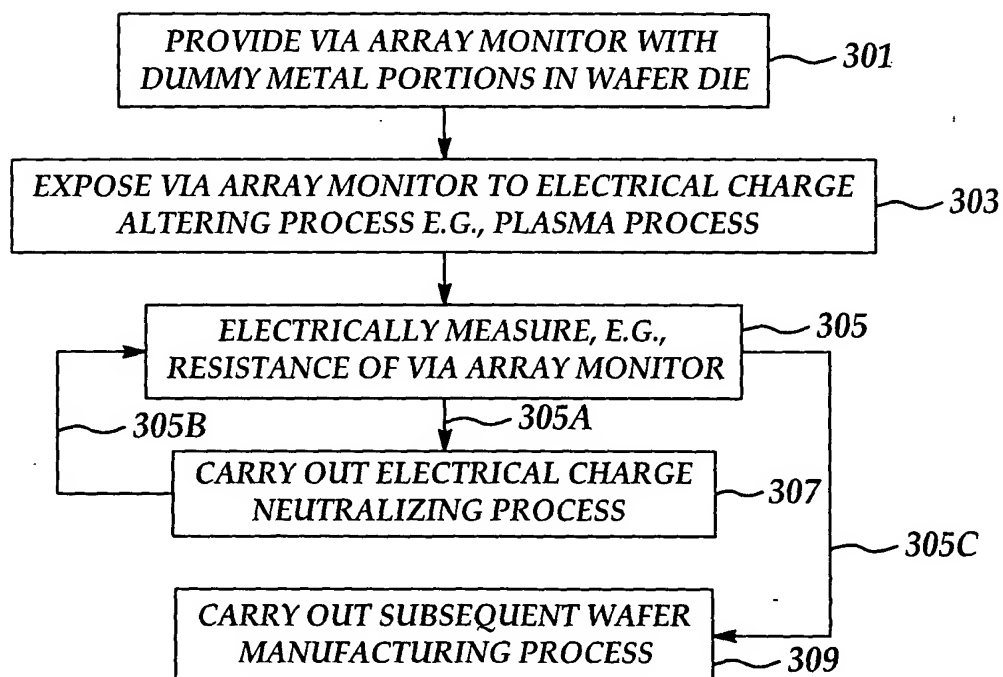 PROVIDE VIA ARRAY MONITOR WITH
DUMMY METAL PORTIONS IN WAFER DIE
301
EXPOSE VIA ARRAY MONITOR TO ELECTRICAL CHARGE
ALTERING PROCESS E.G., PLASMA PROCESS
303
ELECTRICALLY MEASURE, E.G.,
RESISTANCE OF VIA ARRAY MONITOR
305
305B
305A
CARRY OUT ELECTRICAL CHARGE
NEUTRALIZING PROCESS
307
305C
CARRY OUT SUBSEQUENT WAFER
MANUFACTURING PROCESS
309